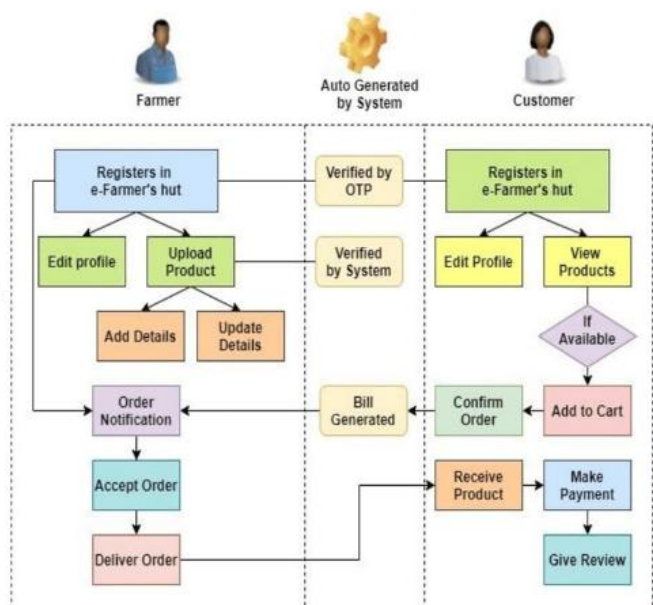 Farmer
Auto Generated
by System
Customer
Registers in
e-Farmer's hut
Verified by
OTP
Registers in
e-Farmer's hut
Edit profile
Upload
Product
Verified
by System
Edit Profile
View
Products
Add Details
Update
Details
If
Available
Order
Notification
Bill
Generated
Confirm
Order
Add to Cart
Accept Order
Receive
Product
Make
Payment
Deliver Order
Give Review